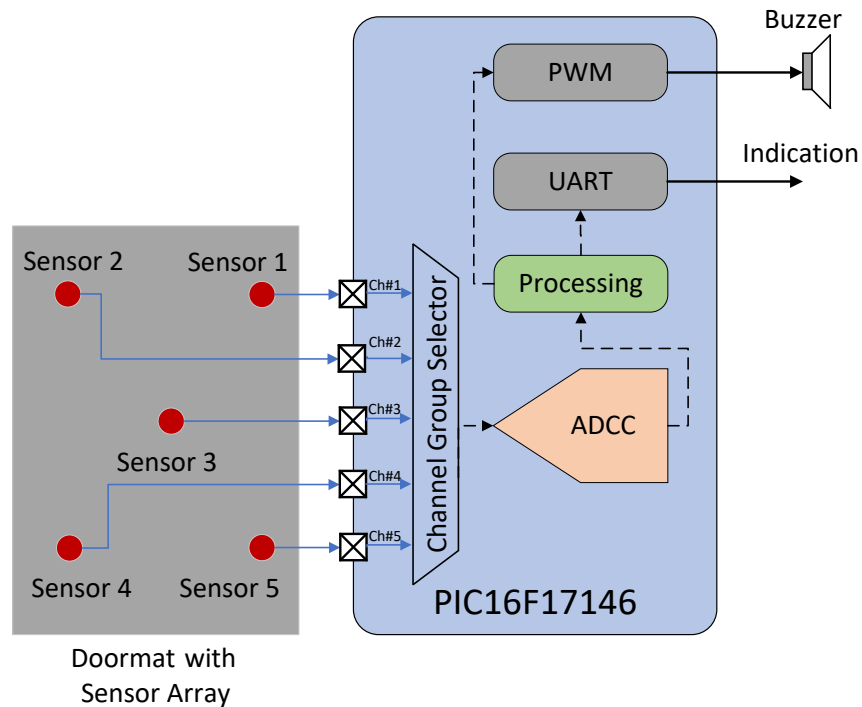 Buzzer
PWM
Indication
UART
Sensor 2
Sensor 1
Processing
Ch#1
Ch#2
Channel Group Selector
Ch#3
ADCC
Sensor 3
Ch#4
Ch#5
Sensor 4
Sensor 5
PIC16F17146
Doormat with
Sensor Array